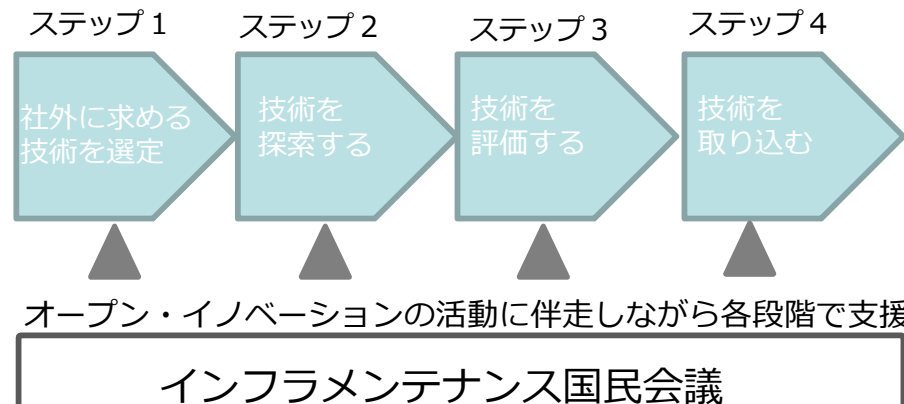 ステップ１
ステップ２
ステップ３
ステップ４
社外に求める
技術を選定
技術を
探索する
技術を
評価する
技術を
取り込む
オープン・イノベーションの活動に伴走しながら各段階で支援
インフラメンテナンス国民会議